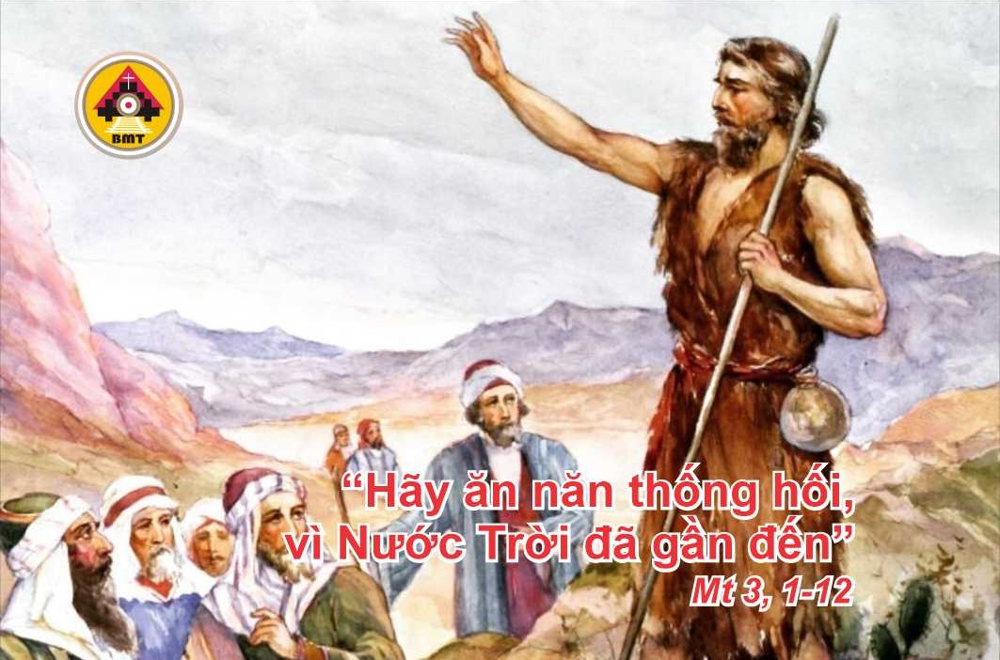 BMT
“Hãy ăn năn thống hối,
vì Nước Trời đã gần đến”
Mt 3, 1-12